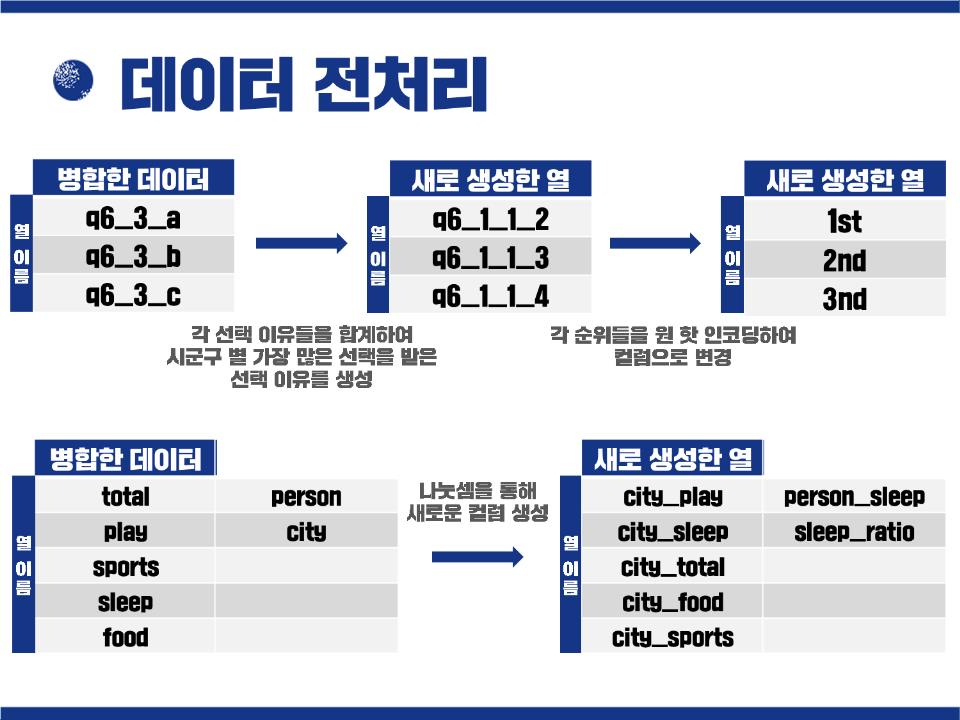 데이터 전처리
병합한 데이터
열 이름
q6_3_a
q6_3_b
q6_3_c
새로 생성한 열
열 이름
q6_1_1_2
q6_1_1_3
q6_1_1_4
새로 생성한 열
열 이름
1st
2nd
3nd
각 선택 이유들을 합계하여
시군구 별 가장 많은 선택을 받은
선택 이유를 생성
각 순위들을 원 핫 인코딩하여
컬럼으로 변경
병합한 데이터
열 이름
total person
play city
sports
sleep
food
나눗셈을 통해
새로운 컬럼 생성
새로 생성한 열
열 이름
city_play person_sleep
city_sleep sleep_ratio
city_total
city_food
city_sports